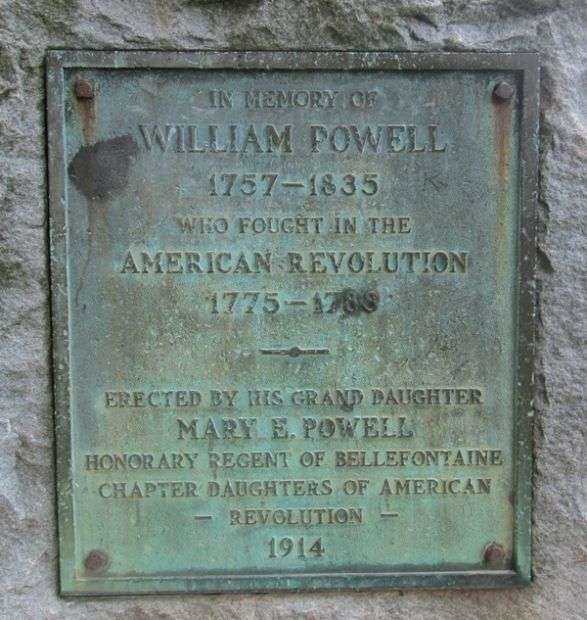 IN MEMORY OF
WILLIAM POWELL
1757-1835
WHO FOUGHT IN THE
AMERICAN REVOLUTION
1775-1783
ERECTED BY HIS GRAND DAUGHTER
MARY E. POWELL
HONORARY REGENT OF BELLEFONTAINE
CHAPTER DAUGHTERS OF AMERICAN
- REVOLUTION -
1914